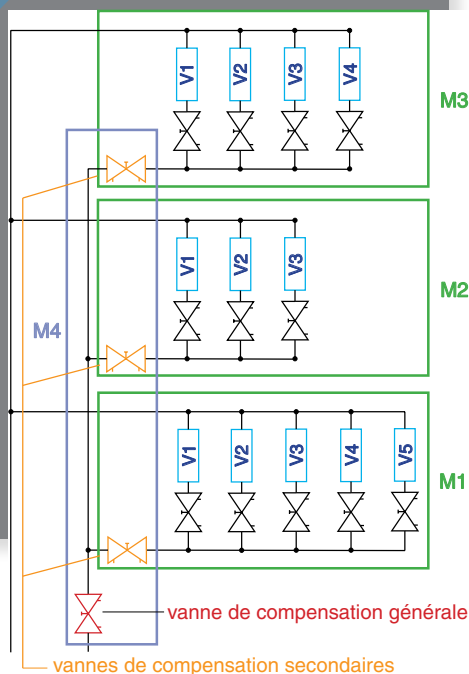 V1 V2 V3 V4
M3
V1 V2 V3
M2
M4
V1 V2 V3 V4 V5
M1
vanne de compensation générale
vannes de compensation secondaires